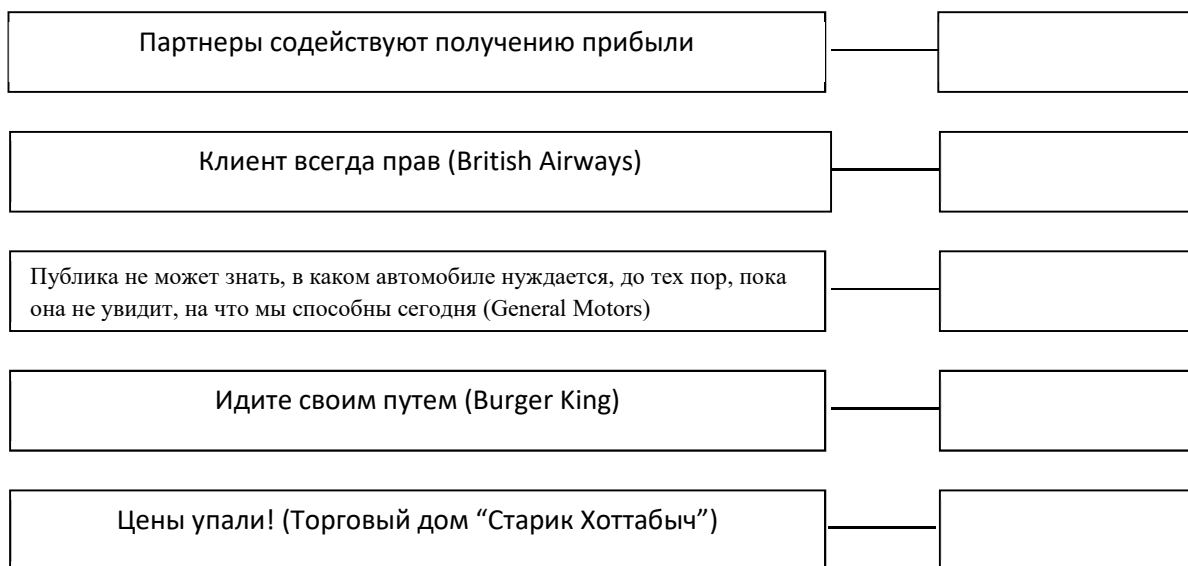 Партнеры содействуют получению прибыли
Клиент всегда прав (British Airways)
Публика не может знать, в каком автомобиле нуждается, до тех пор, пока
она не увидит, на что мы способны сегодня (General Motors)
Идите своим путем (Burger King)
Цены упали! (Торговый дом “Старик Хоттабыч”)